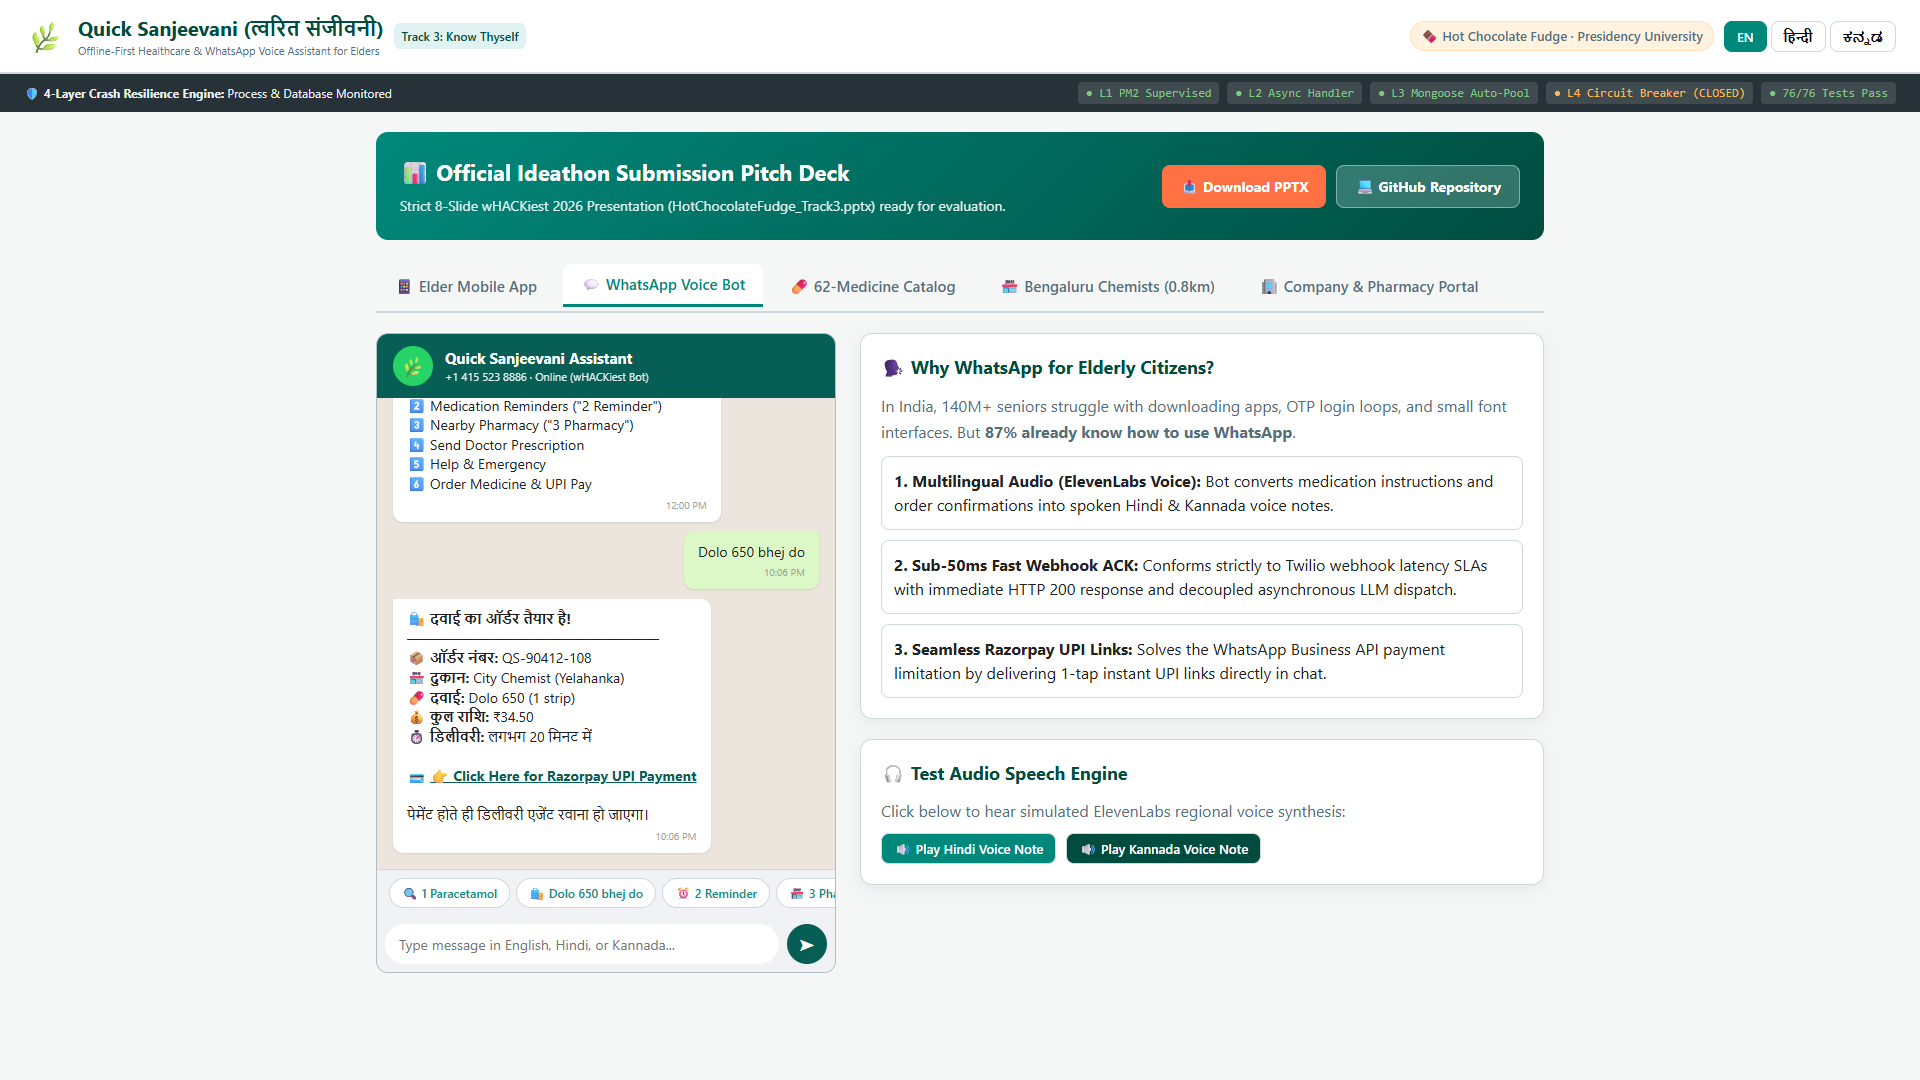 Quick Sanjeevani (त्वरित संजीवनी)
Offline-First Healthcare & WhatsApp Voice Assistant for Elders
Track 3: Know Thyself
Hot Chocolate Fudge · Presidency University
EN
हिन्दी
ಕನ್ನಡ
4-Layer Crash Resilience Engine: Process & Database Monitored
● L1 PM2 Supervised
● L2 Async Handler
● L3 Mongoose Auto-Pool
● L4 Circuit Breaker (CLOSED)
● 76/76 Tests Pass
Official Ideathon Submission Pitch Deck
Strict 8-Slide wHACKiest 2026 Presentation (HotChocolateFudge_Track3.pptx) ready for evaluation.
Download PPTX
GitHub Repository
Elder Mobile App
WhatsApp Voice Bot
62-Medicine Catalog
Bengaluru Chemists (0.8km)
Company & Pharmacy Portal
Quick Sanjeevani Assistant
+1 415 523 8886 · Online (wHACKiest Bot)
2 Medication Reminders ("2 Reminder")
3 Nearby Pharmacy ("3 Pharmacy")
4 Send Doctor Prescription
5 Help & Emergency
6 Order Medicine & UPI Pay
12:00 PM
Dolo 650 bhej do
10:06 PM
दवाई का ऑर्डर तैयार है!
ऑर्डर नंबर: QS-90412-108
दुकान: City Chemist (Yelahanka)
दवाई: Dolo 650 (1 strip)
कुल राशि: ₹34.50
डिलीवरी: लगभग 20 मिनट में
Click Here for Razorpay UPI Payment
पेमेंट होते ही डिलीवरी एजेंट रवाना हो जाएगा।
10:06 PM
1 Paracetamol
Dolo 650 bhej do
2 Reminder
3 Pha
Type message in English, Hindi, or Kannada...
Why WhatsApp for Elderly Citizens?
In India, 140M+ seniors struggle with downloading apps, OTP login loops, and small font
interfaces. But 87% already know how to use WhatsApp.
1. Multilingual Audio (ElevenLabs Voice): Bot converts medication instructions and
order confirmations into spoken Hindi & Kannada voice notes.
2. Sub-50ms Fast Webhook ACK: Conforms strictly to Twilio webhook latency SLAs
with immediate HTTP 200 response and decoupled asynchronous LLM dispatch.
3. Seamless Razorpay UPI Links: Solves the WhatsApp Business API payment
limitation by delivering 1-tap instant UPI links directly in chat.
Test Audio Speech Engine
Click below to hear simulated ElevenLabs regional voice synthesis:
Play Hindi Voice Note
Play Kannada Voice Note